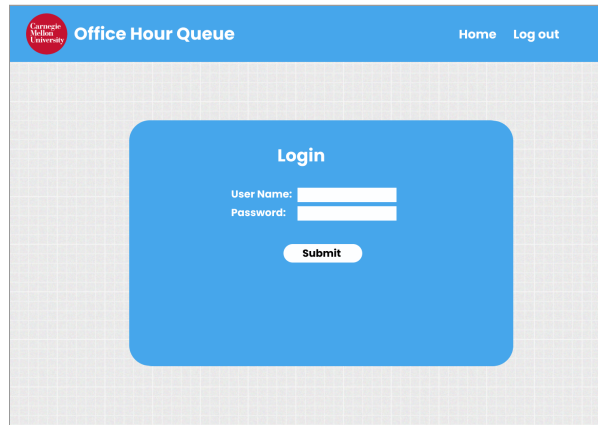 Carnegie
Mellon
University
Office Hour Queue
Home Log out
Login
User Name:
Password:
Submit